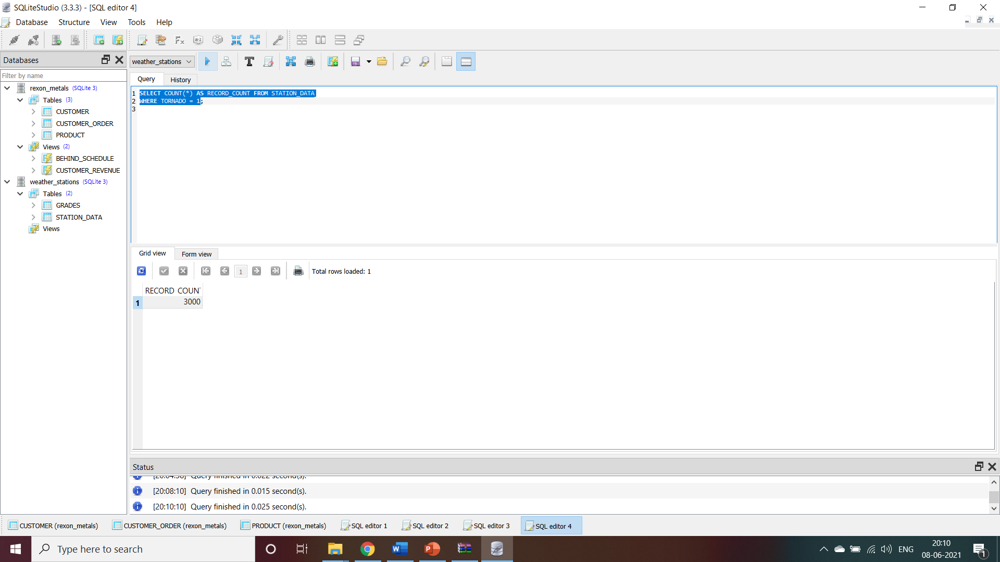 SQLiteStudio (3.3.3) - [SQL editor 4]
Database Structure View Tools Help
Databases
weather_stations
Filter by name
Query History
rexon_metals (SQLite 3)
Tables (3)
CUSTOMER
CUSTOMER_ORDER
PRODUCT
Views (2)
BEHIND_SCHEDULE
CUSTOMER_REVENUE
weather_stations (SQLite 3)
Tables (2)
GRADES
STATION_DATA
Views
1 SELECT COUNT(*) AS RECORD_COUNT FROM STATION_DATA
2 WHERE TORNADO = 1;
3
Grid view Form view
1 Total rows loaded: 1
RECORD_COUN
1 3000
Status
[20:04:58] Query finished in 0.022 second(s).
[20:08:10] Query finished in 0.015 second(s).
[20:10:10] Query finished in 0.025 second(s).
CUSTOMER (rexon_metals) CUSTOMER_ORDER (rexon_metals) PRODUCT (rexon_metals) SQL editor 1 SQL editor 2 SQL editor 3 SQL editor 4
Type here to search
ENG
20:10
08-06-2021
1